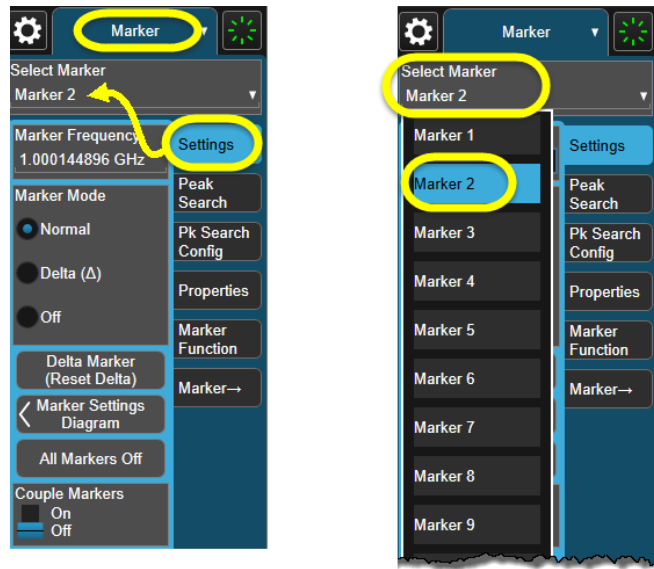 Marker
Select Marker
Marker 2
Marker Frequency
1.000144896 GHz
Settings
Peak
Search
Marker Mode
Normal
Pk Search
Config
Delta (Δ)
Properties
Off
Marker
Function
Delta Marker
(Reset Delta)
Marker→
Marker Settings
Diagram
All Markers Off
Couple Markers
On
Off
Marker
Select Marker
Marker 2
Marker 1
Marker 2
Marker 3
Marker 4
Marker 5
Marker 6
Marker 7
Marker 8
Marker 9
Settings
Peak
Search
Pk Search
Config
Properties
Marker
Function
Marker→